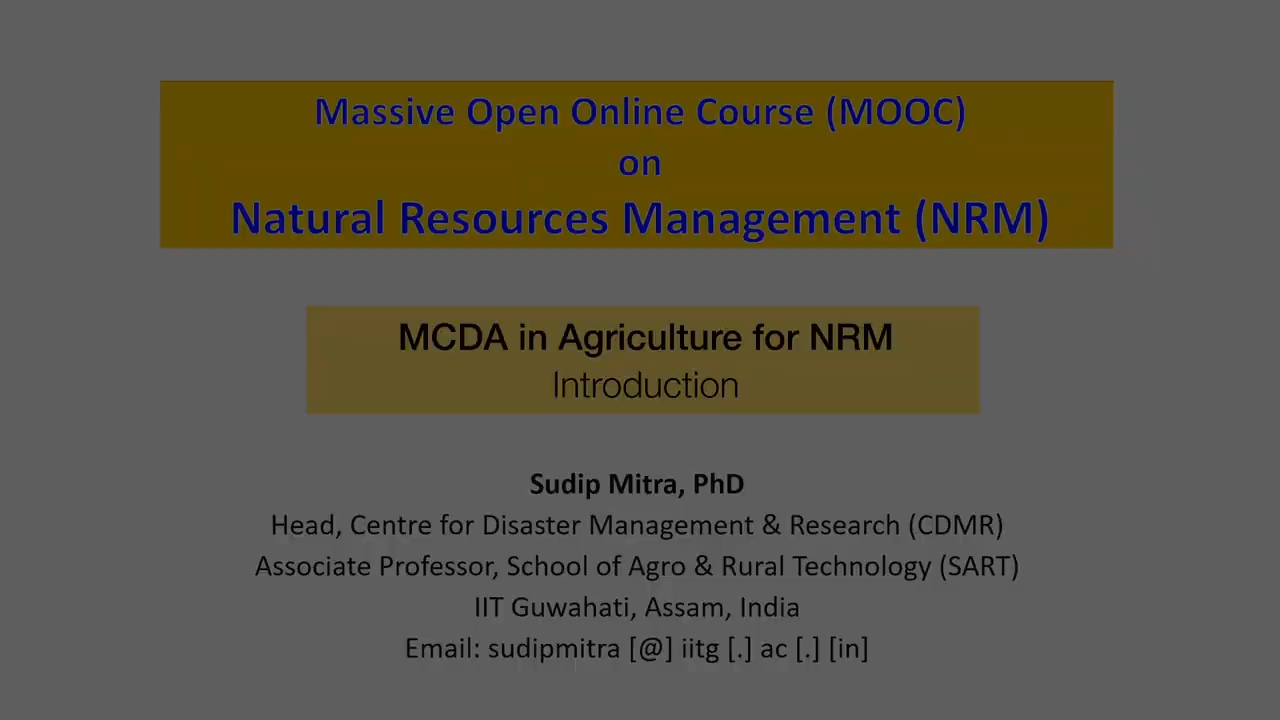 Massive Open Online Course (MOOC)
on
Natural Resources Management (NRM)
MCDA in Agriculture for NRM
Introduction
Sudip Mitra, PhD
Head, Centre for Disaster Management & Research (CDMR)
Associate Professor, School of Agro & Rural Technology (SART)
IIT Guwahati, Assam, India
Email: sudipmitra [@] iitg [.] ac [.] [in]